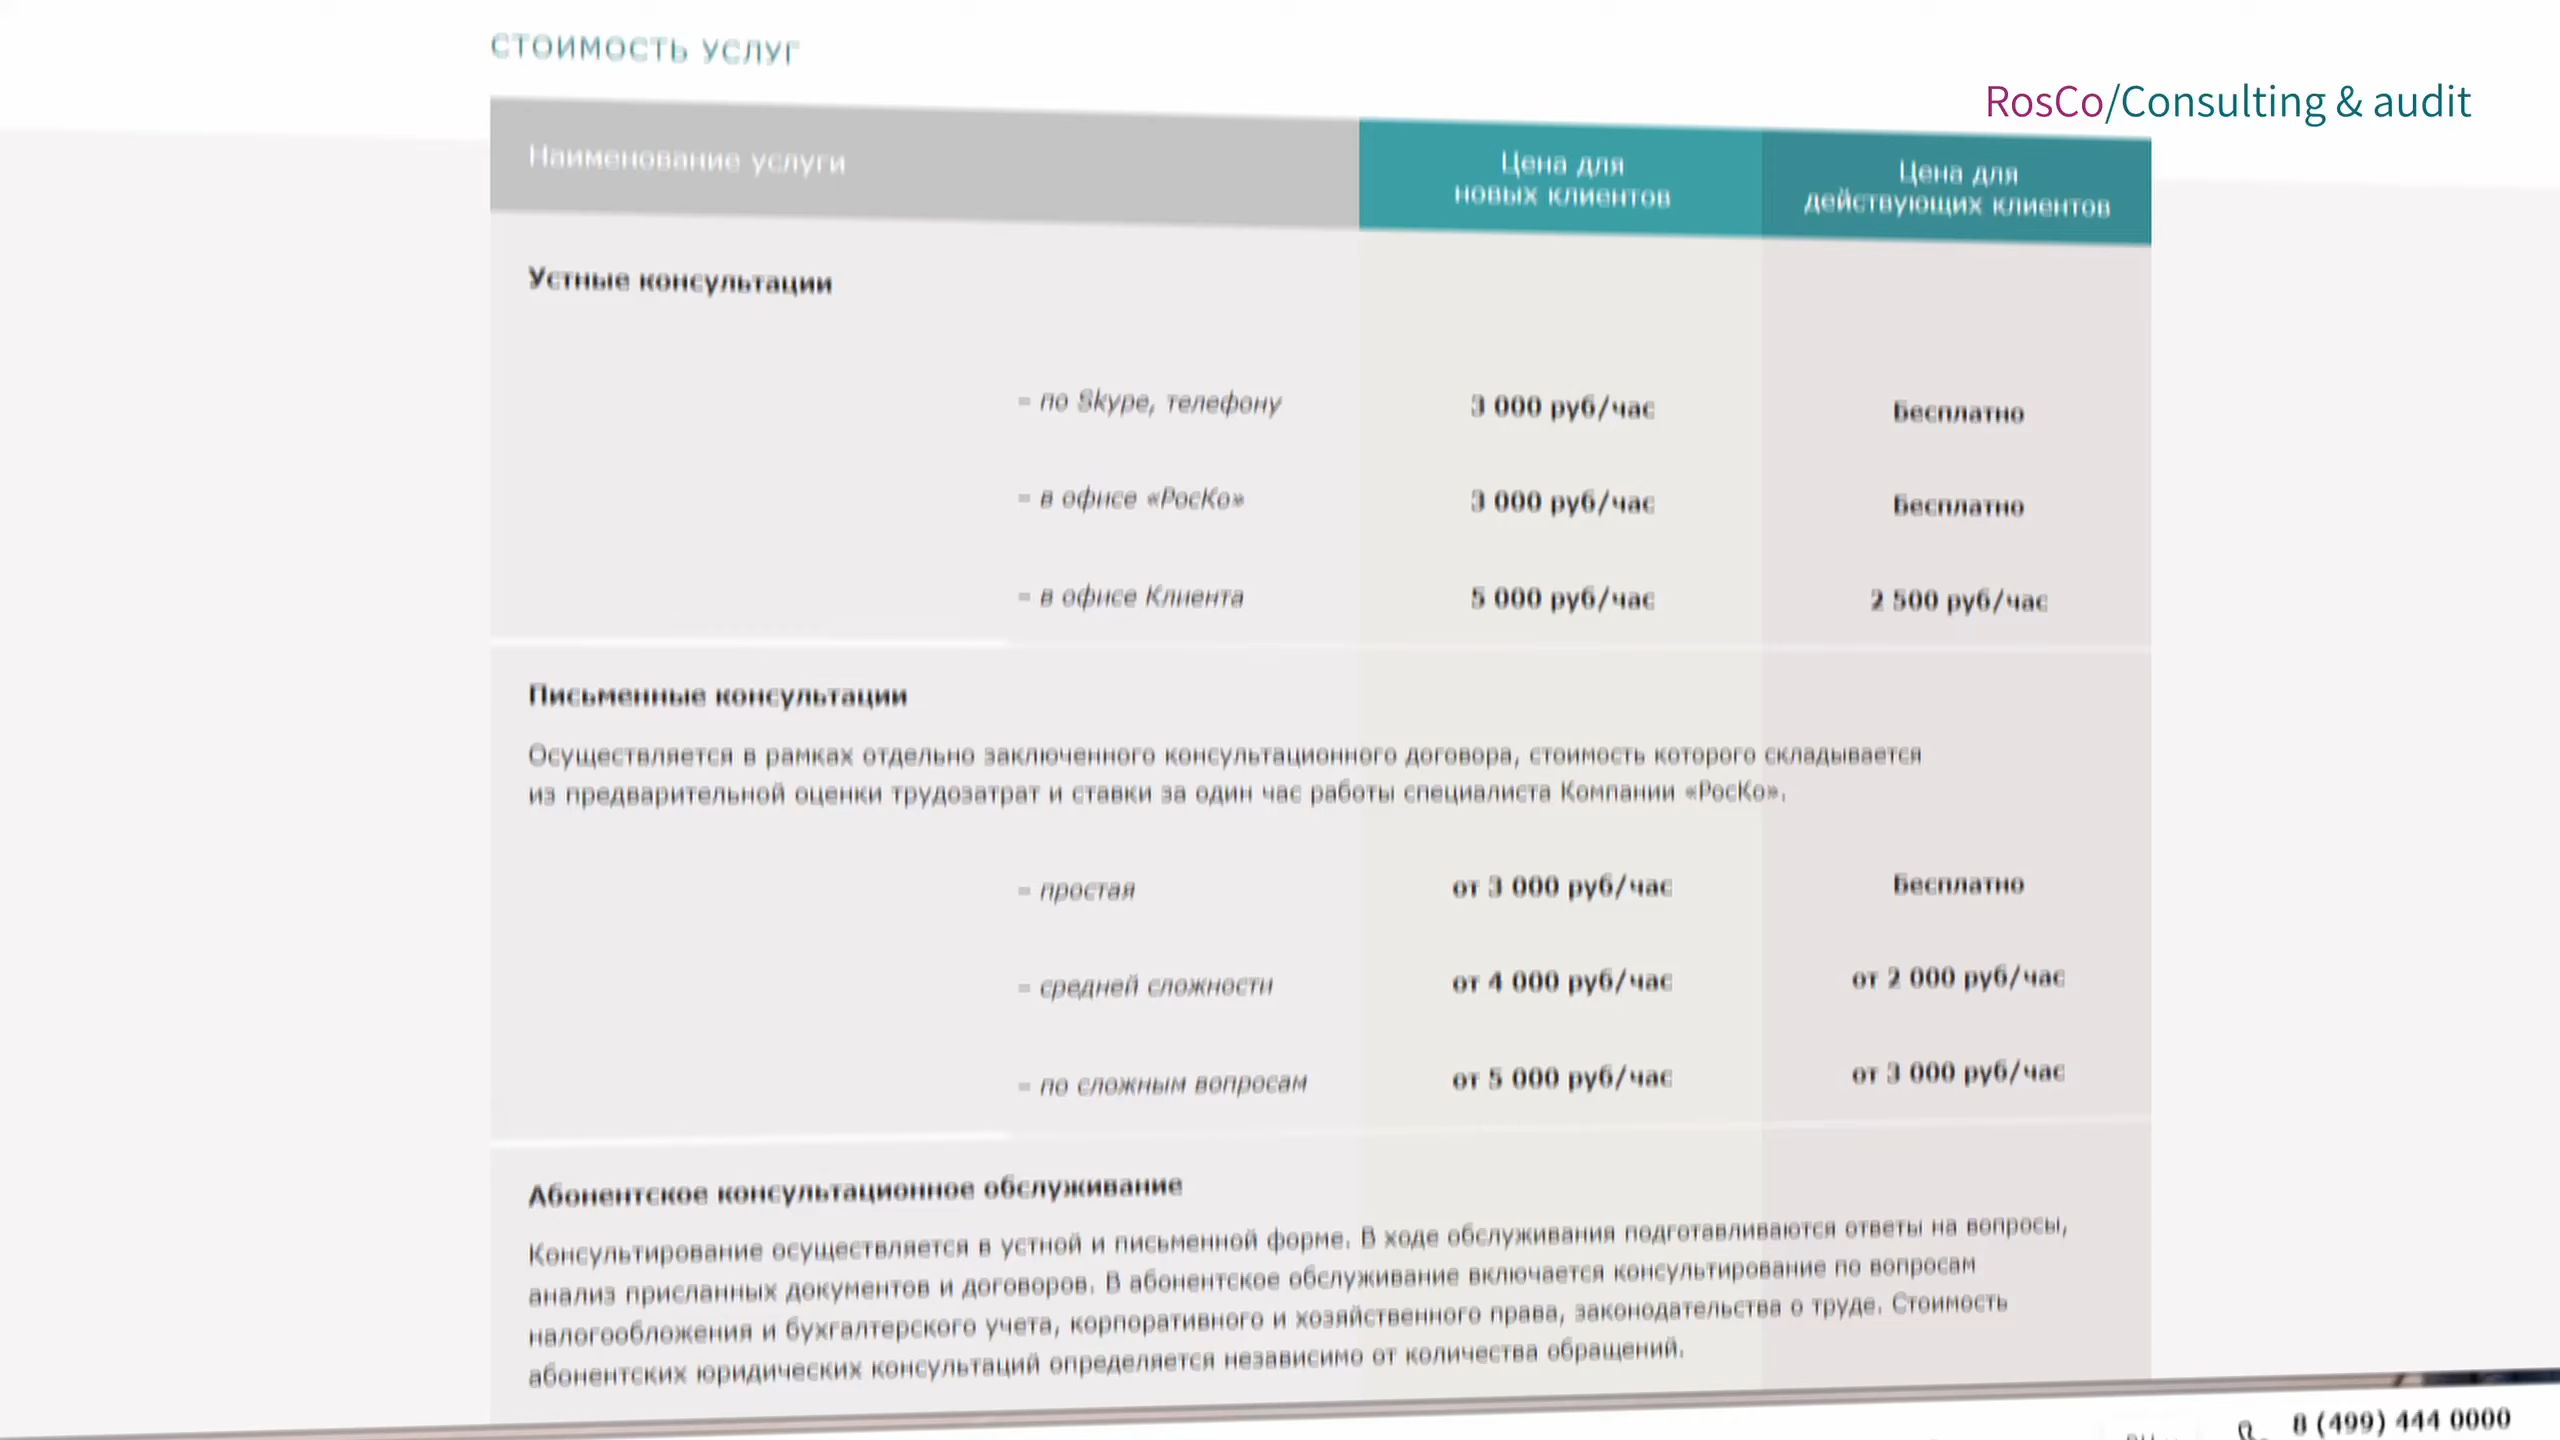 СТОИМОСТЬ УСЛУГ
RosCo/Consulting & audit
Наименование услуги
Цена для
новых клиентов
Цена для
действующих клиентов
Устные консультации
– по Skype, телефону
3 000 руб/час
Бесплатно
– в офисе «РосКо»
3 000 руб/час
Бесплатно
– в офисе Клиента
5 000 руб/час
2 500 руб/час
Письменные консультации
Осуществляется в рамках отдельно заключенного консультационного договора, стоимость которого складывается
из предварительной оценки трудозатрат и ставки за один час работы специалиста Компании «РосКо».
– простая
от 3 000 руб/час
Бесплатно
– средней сложности
от 4 000 руб/час
от 2 000 руб/час
– по сложным вопросам
от 5 000 руб/час
от 3 000 руб/час
Абонентское консультационное обслуживание
Консультирование осуществляется в устной и письменной форме. В ходе обслуживания подготавливаются ответы на вопросы,
анализ присланных документов и договоров. В абонентское обслуживание включается консультирование по вопросам
налогообложения и бухгалтерского учета, корпоративного и хозяйственного права, законодательства о труде. Стоимость
абонентских юридических консультаций определяется независимо от количества обращений.
8 (499) 444 0000